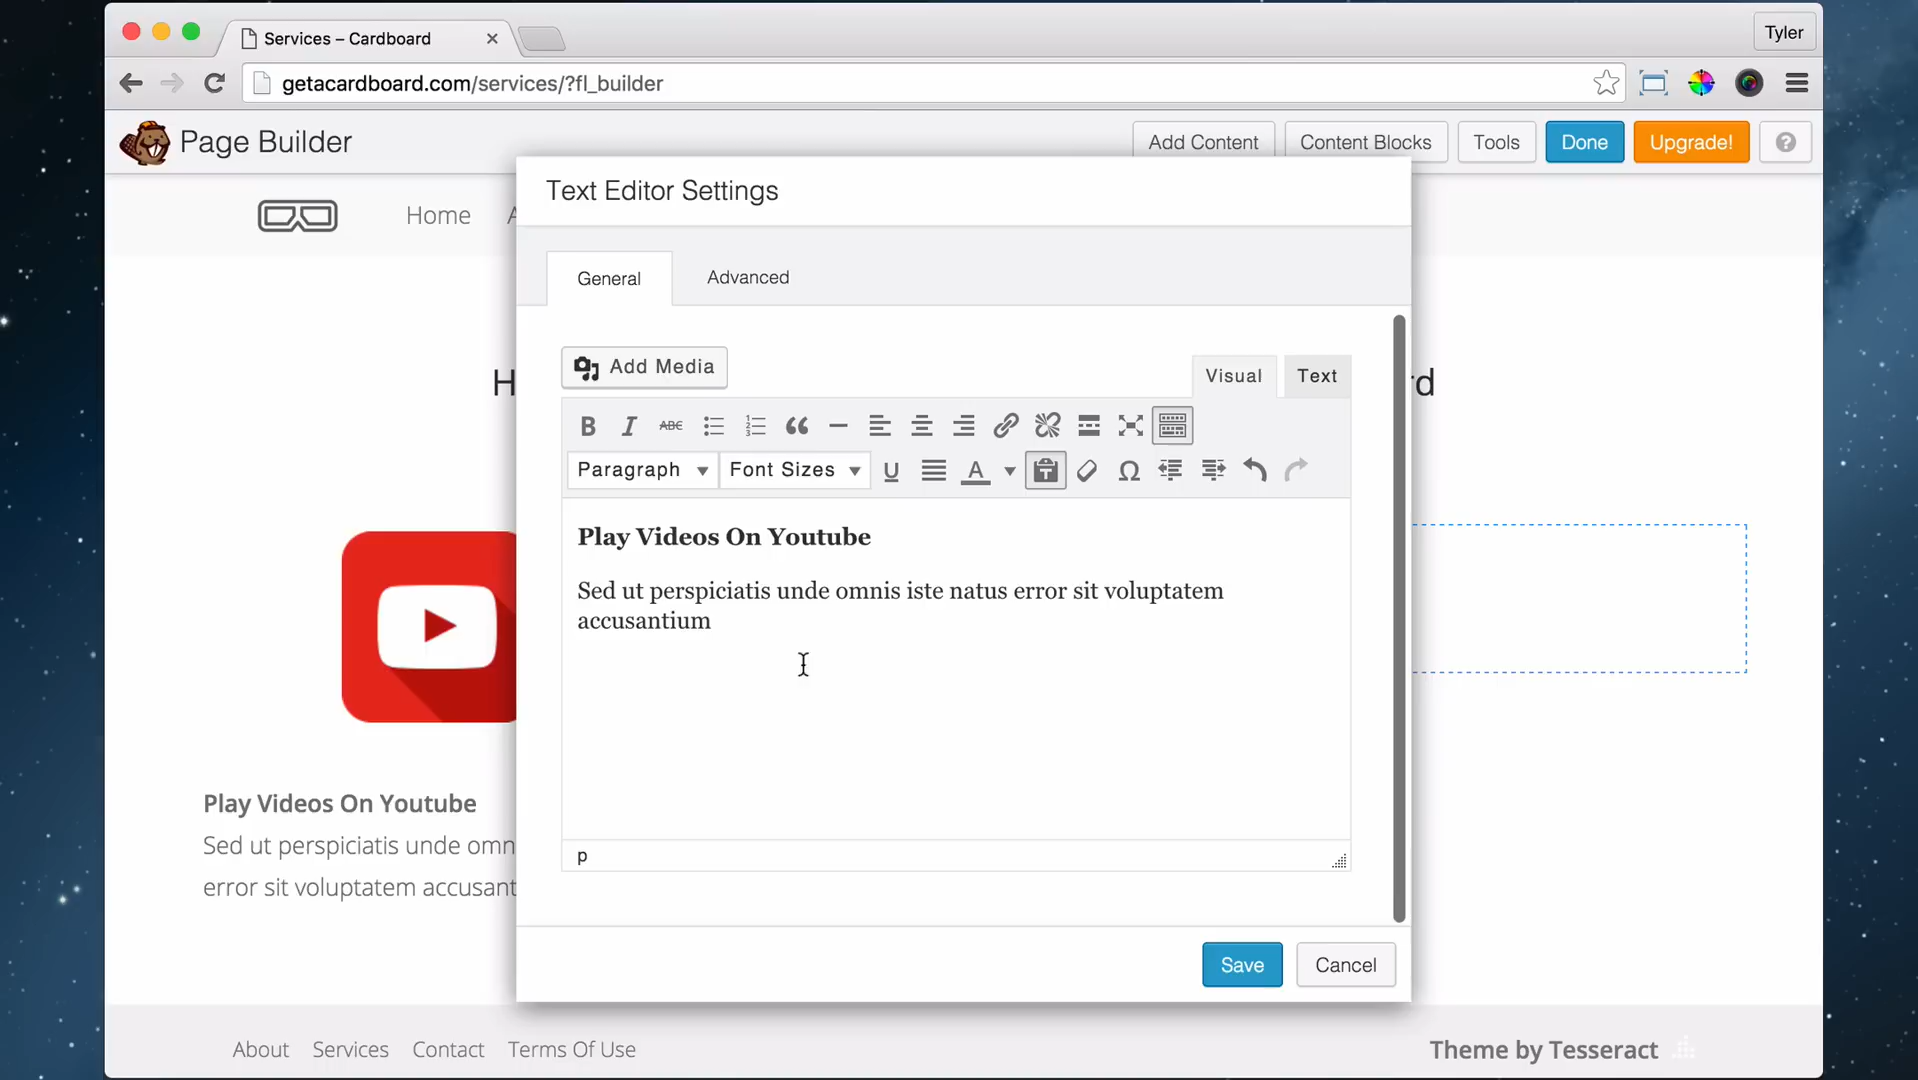 Services – Cardboard
Tyler
getacardboard.com/services/?fl_builder
Page Builder
Add Content
Content Blocks
Tools
Done
Upgrade!
?
Text Editor Settings
Home
A
General
Advanced
H
rd
Add Media
Visual
Text
B I ABC
Paragraph
Font Sizes
U
A
T
Ω
Play Videos On Youtube
Sed ut perspiciatis unde omnis iste natus error sit voluptatem
accusantium
Play Videos On Youtube
Sed ut perspiciatis unde omn
error sit voluptatem accusant
p
Save
Cancel
About
Services
Contact
Terms Of Use
Theme by Tesseract